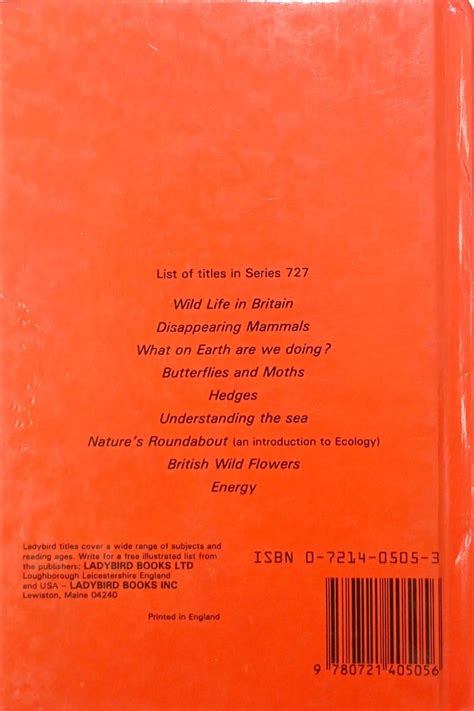 List of titles in Series 727
Wild Life in Britain
Disappearing Mammals
What on Earth are we doing?
Butterflies and Moths
Hedges
Understanding the sea
Nature's Roundabout (an introduction to Ecology)
British Wild Flowers
Energy
Ladybird titles cover a wide range of subjects and
reading ages. Write for a free illustrated list from
the publishers: LADYBIRD BOOKS LTD
Loughborough Leicestershire England
and USA – LADYBIRD BOOKS INC
Lewiston, Maine 04240
Printed in England
ISBN 0-7214-0505-3
9 780721 405056